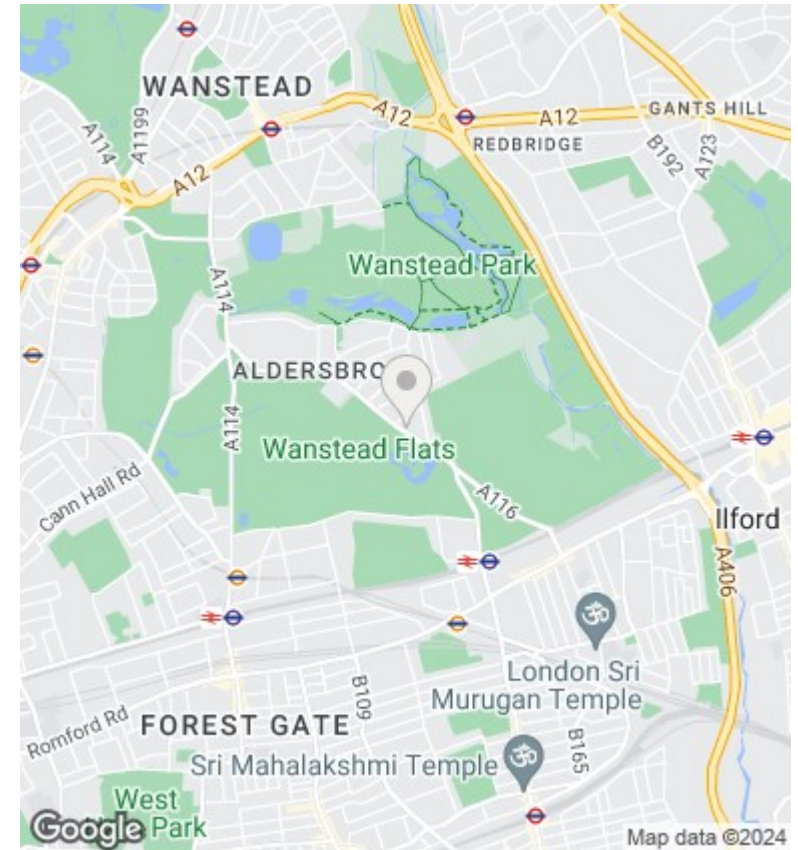 WANSTEAD
A12
A12
GANTS HILL
A1199
A114
REDBRIDGE
B192
A123
A12
Wanstead Park
A114
ALDERSBRO
A114
Wanstead Flats
Cann Hall Rd
A116
Ilford
A406
London Sri
Murugan Temple
B109
Romford Rd
FOREST GATE
B165
Sri Mahalakshmi Temple
West
Park
Google
Map data ©2024